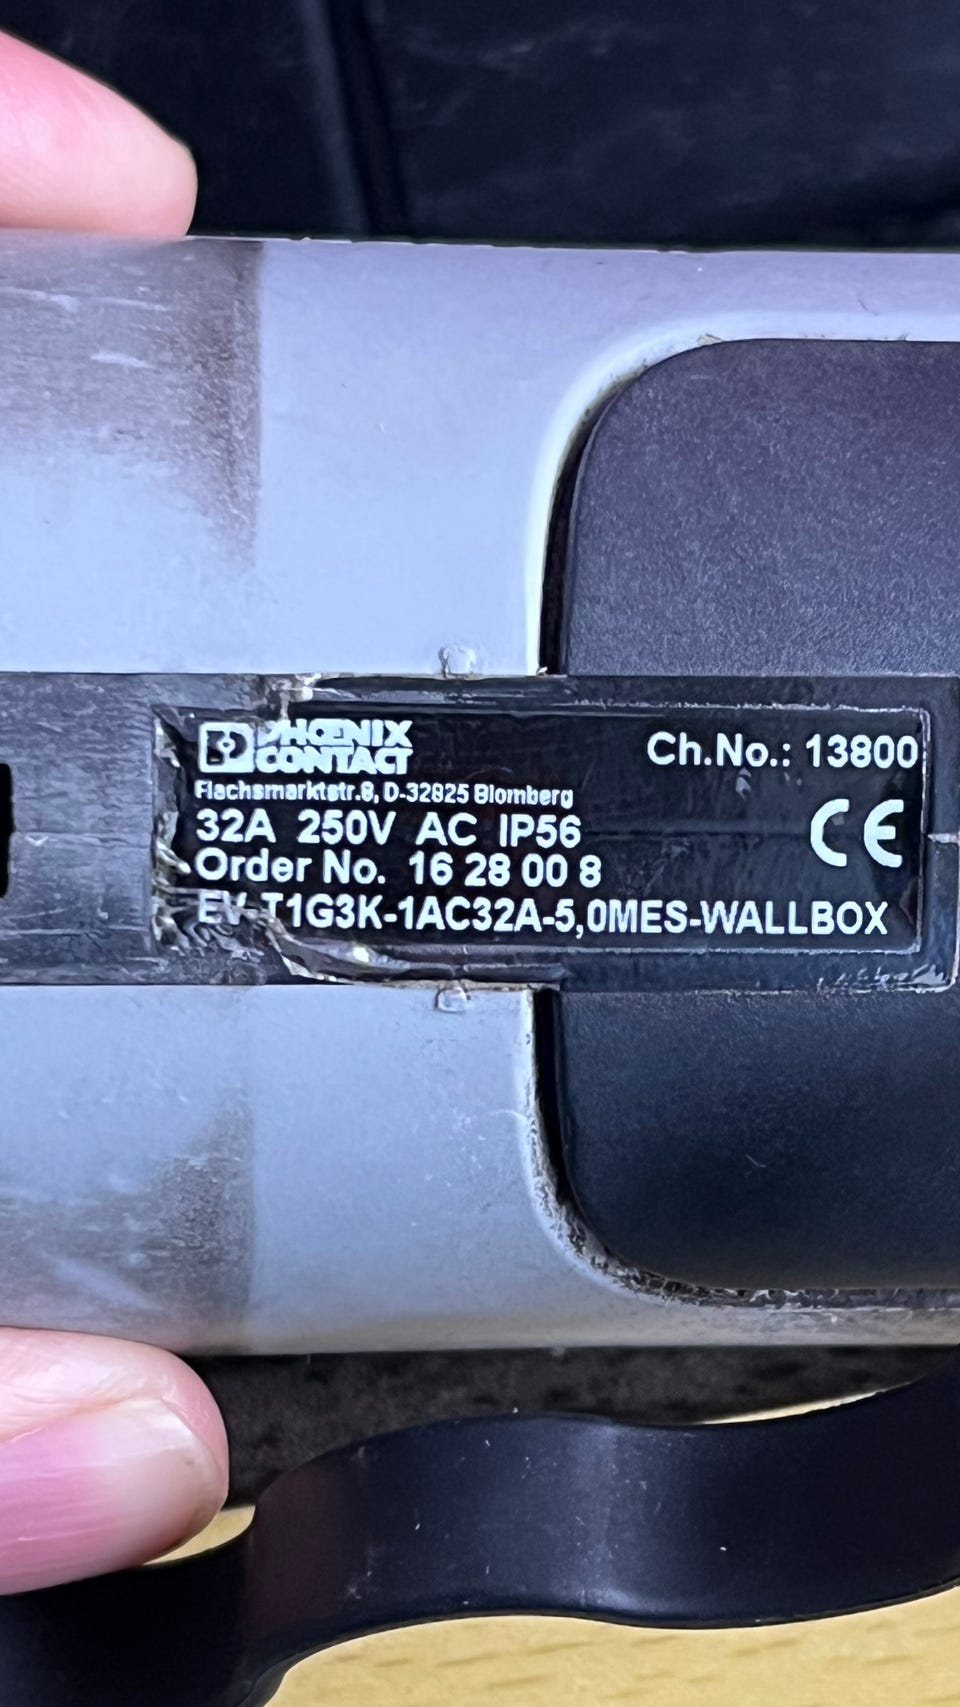 PHOENIX
CONTACT
Ch.No.: 13800
Flachsmarktstr.8, D-32825 Blomberg
32A 250V AC IP56
CE
Order No. 16 28 00 8
EV-T1G3K-1AC32A-5,0MES-WALLBOX